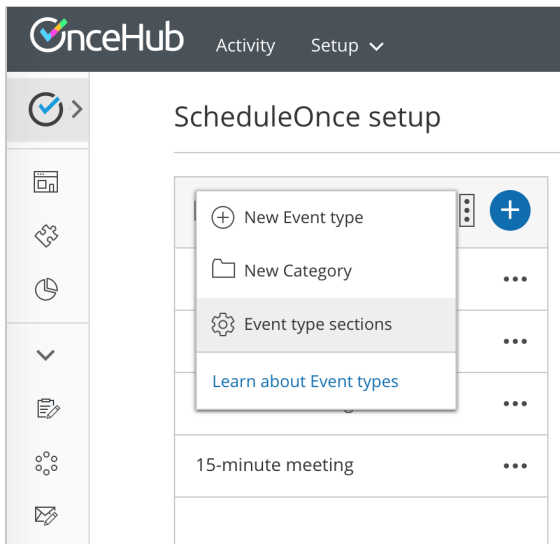 OnceHub
Activity
Setup
ScheduleOnce setup
New Event type
New Category
Event type sections
Learn about Event types
15-minute meeting